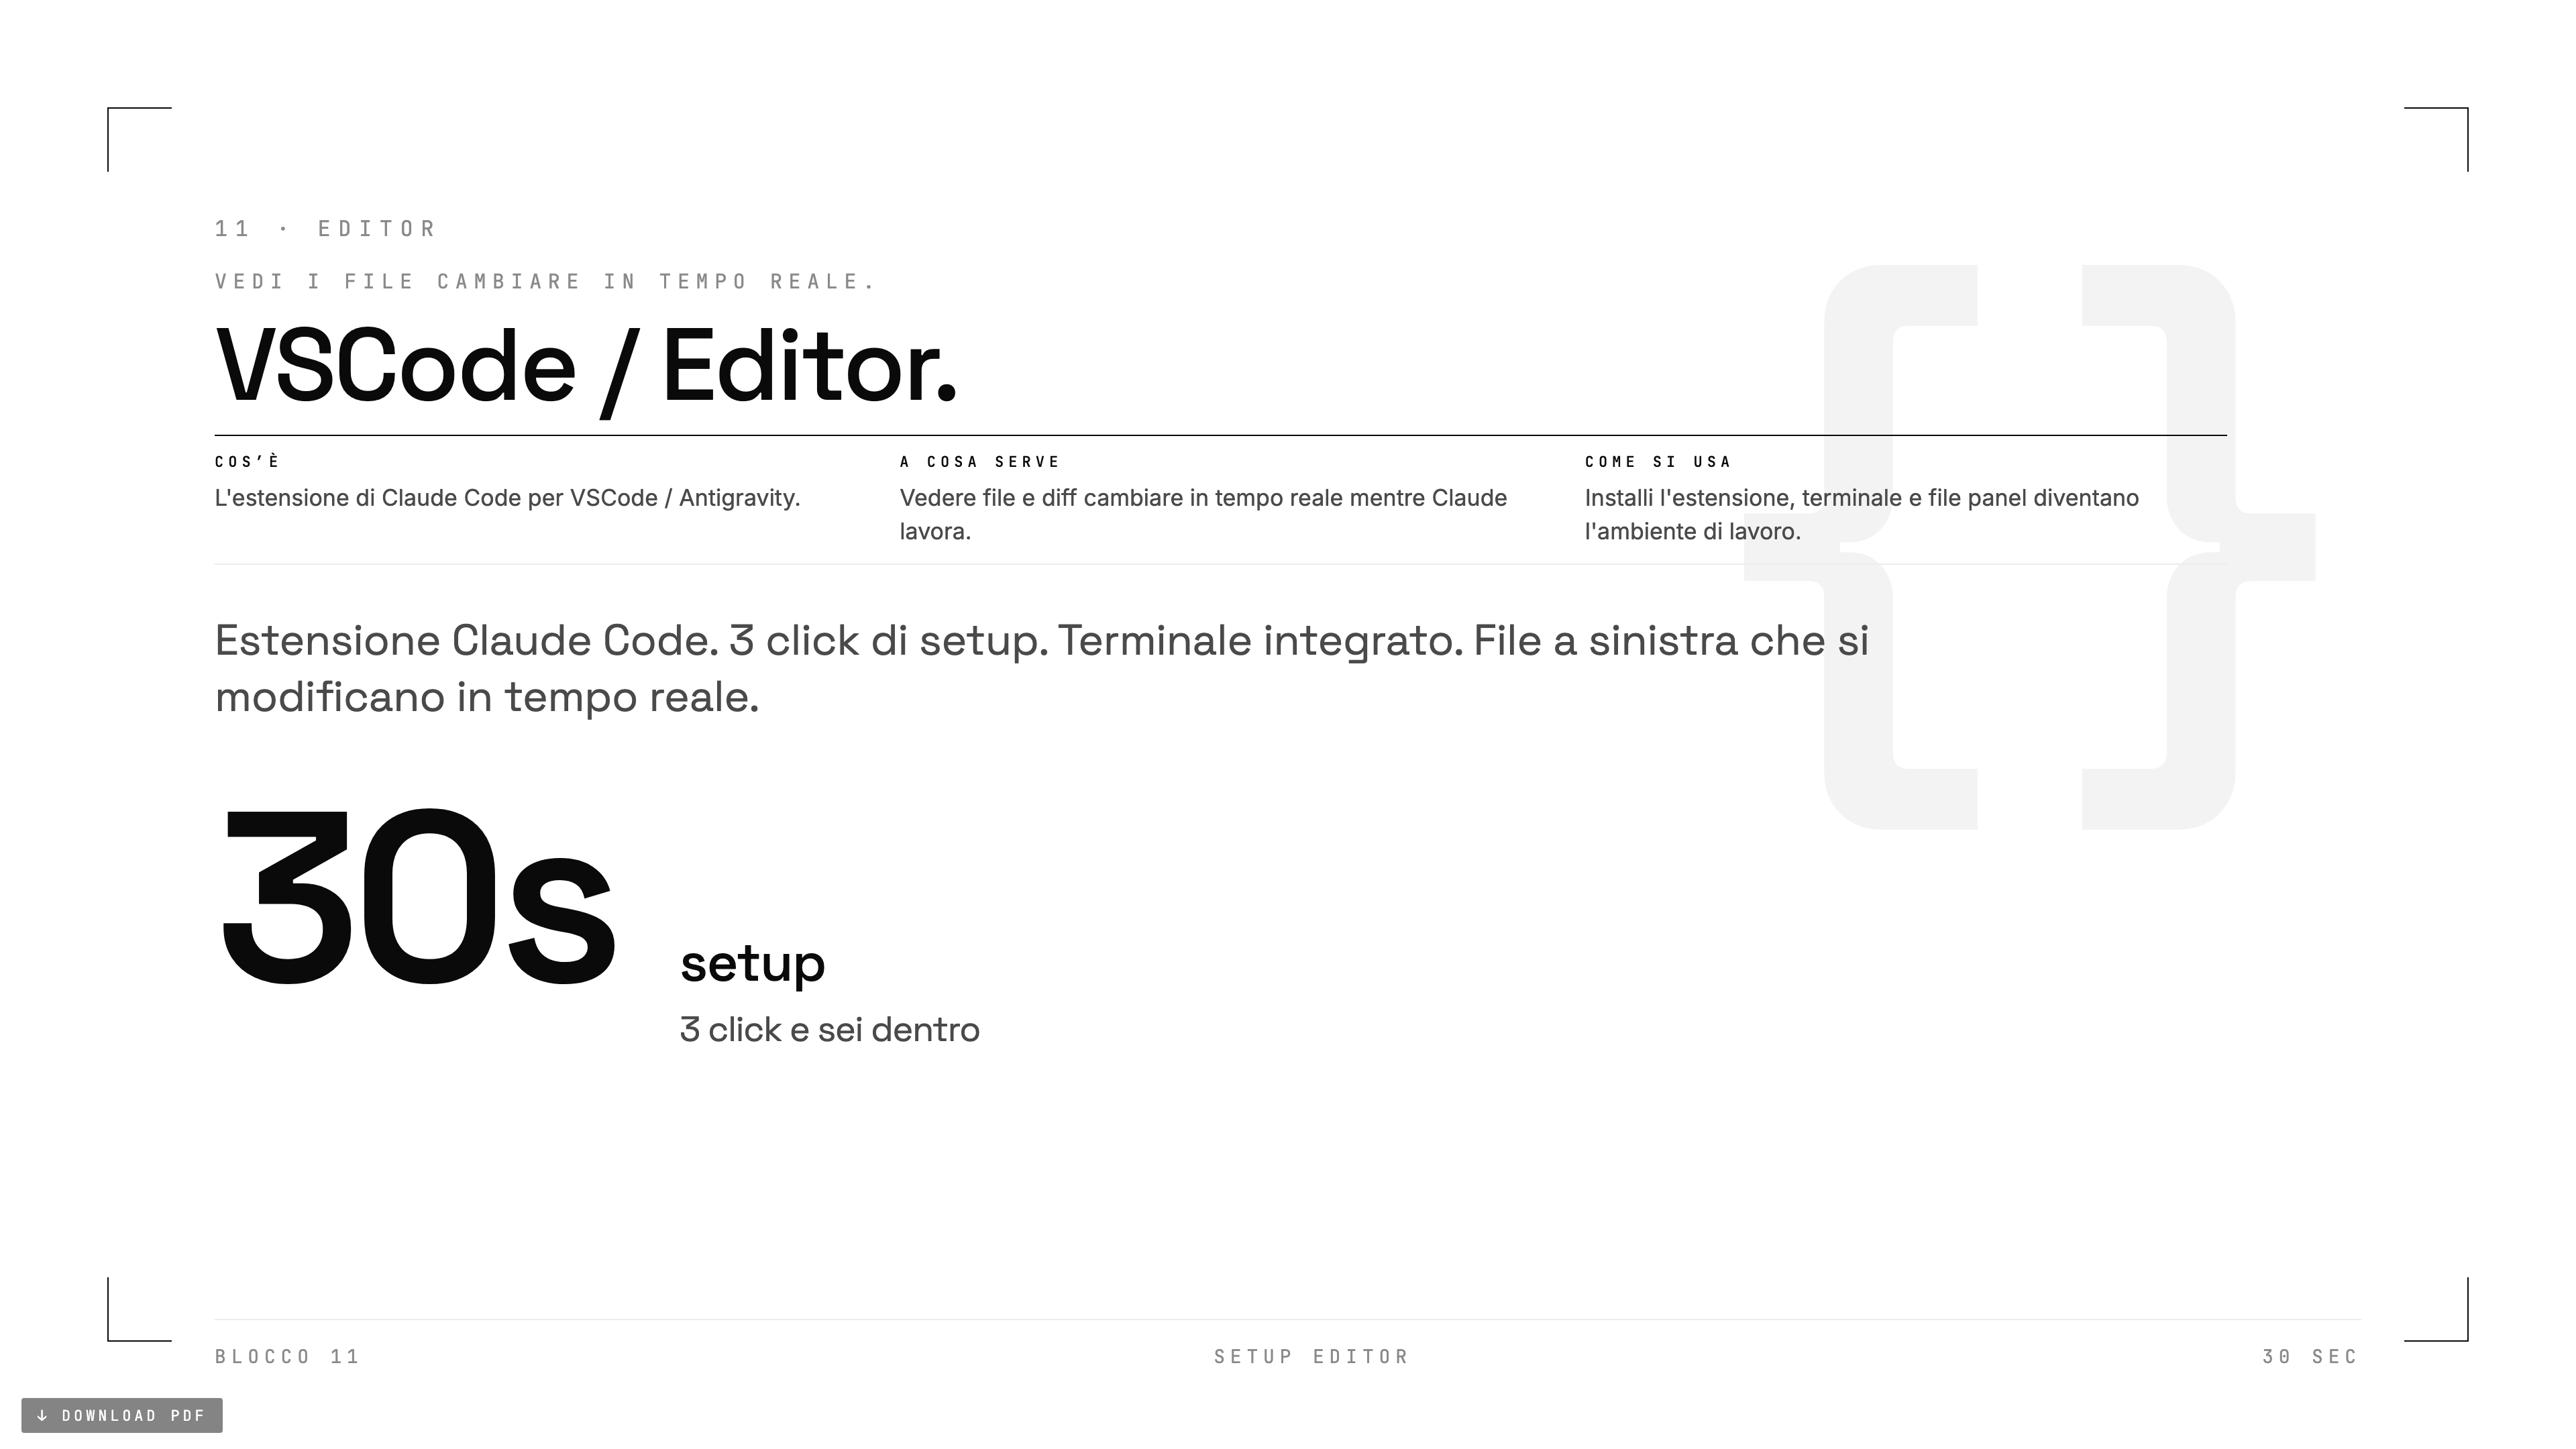 11 · EDITOR
VEDI I FILE CAMBIARE IN TEMPO REALE.
VSCode / Editor.
COS’È
L'estensione di Claude Code per VSCode / Antigravity.
A COSA SERVE
Vedere file e diff cambiare in tempo reale mentre Claude
lavora.
COME SI USA
Installi l'estensione, terminale e file panel diventano
l'ambiente di lavoro.
{}
Estensione Claude Code. 3 click di setup. Terminale integrato. File a sinistra che si
modificano in tempo reale.
30s
setup
3 click e sei dentro
BLOCCO 11
SETUP EDITOR
30 SEC
↓ DOWNLOAD PDF